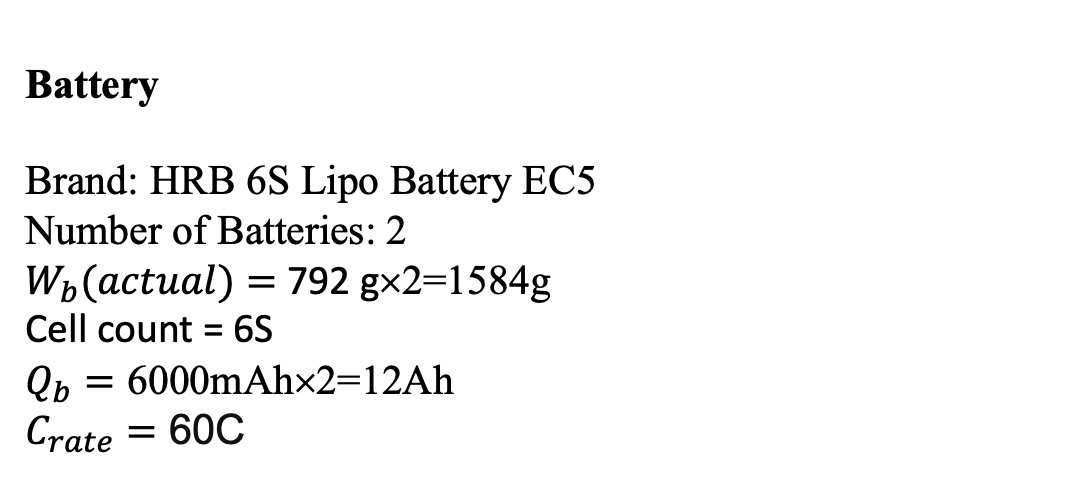 Battery
Brand: HRB 6S Lipo Battery EC5
Number of Batteries: 2
W_b(actual) = 792 g×2=1584g
Cell count = 6S
Q_b = 6000mAh×2=12Ah
C_rate = 60C